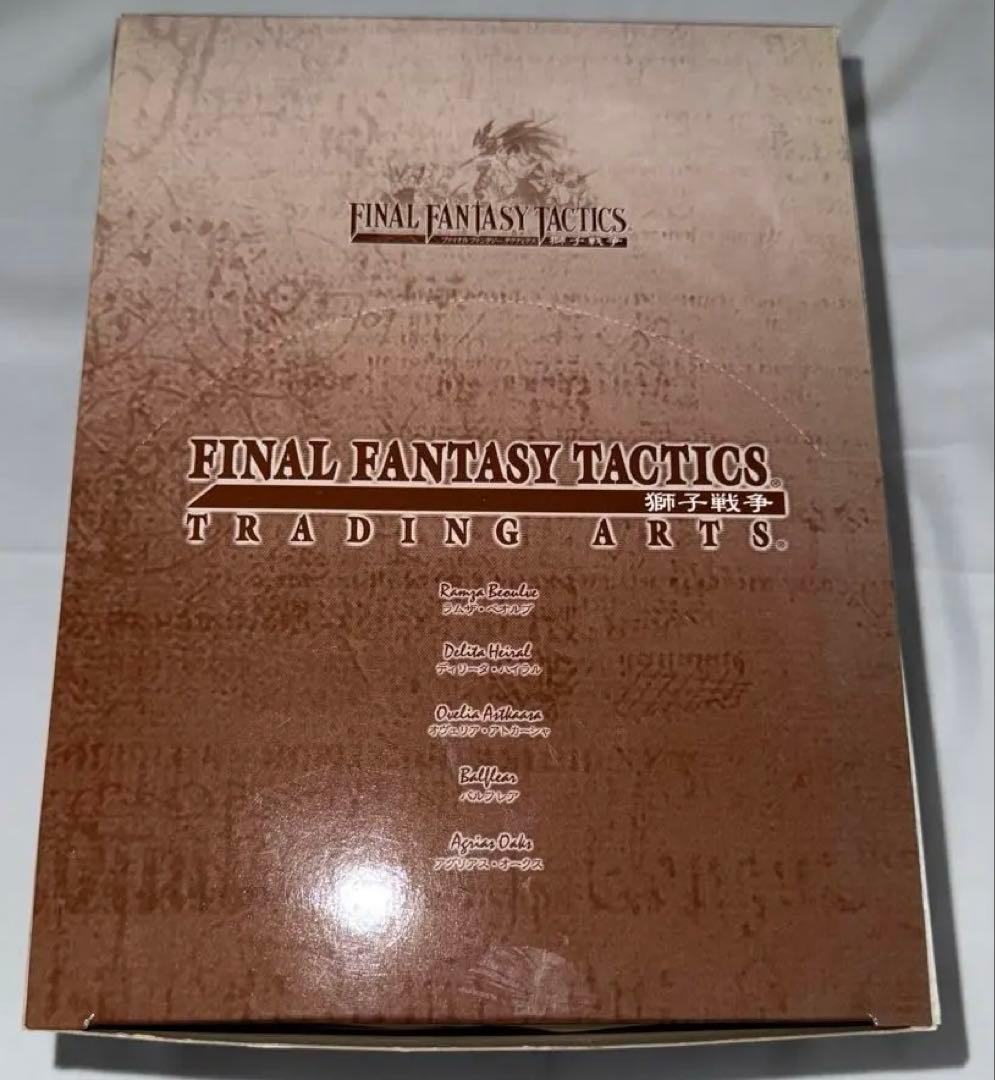 FINAL FANTASY TACTICS®
ファイナルファンタジー タクティクス 獅子戦争
FINAL FANTASY TACTICS®
獅子戦争
TRADING ARTS®
Ramza Beoulve
ラムザ・ベオルブ
Delita Heiral
ディリータ・ハイラル
Ovelia Atkascha
オヴェリア・アトカーシャ
Balflear
バルフレア
Agrias Oaks
アグリアス・オークス